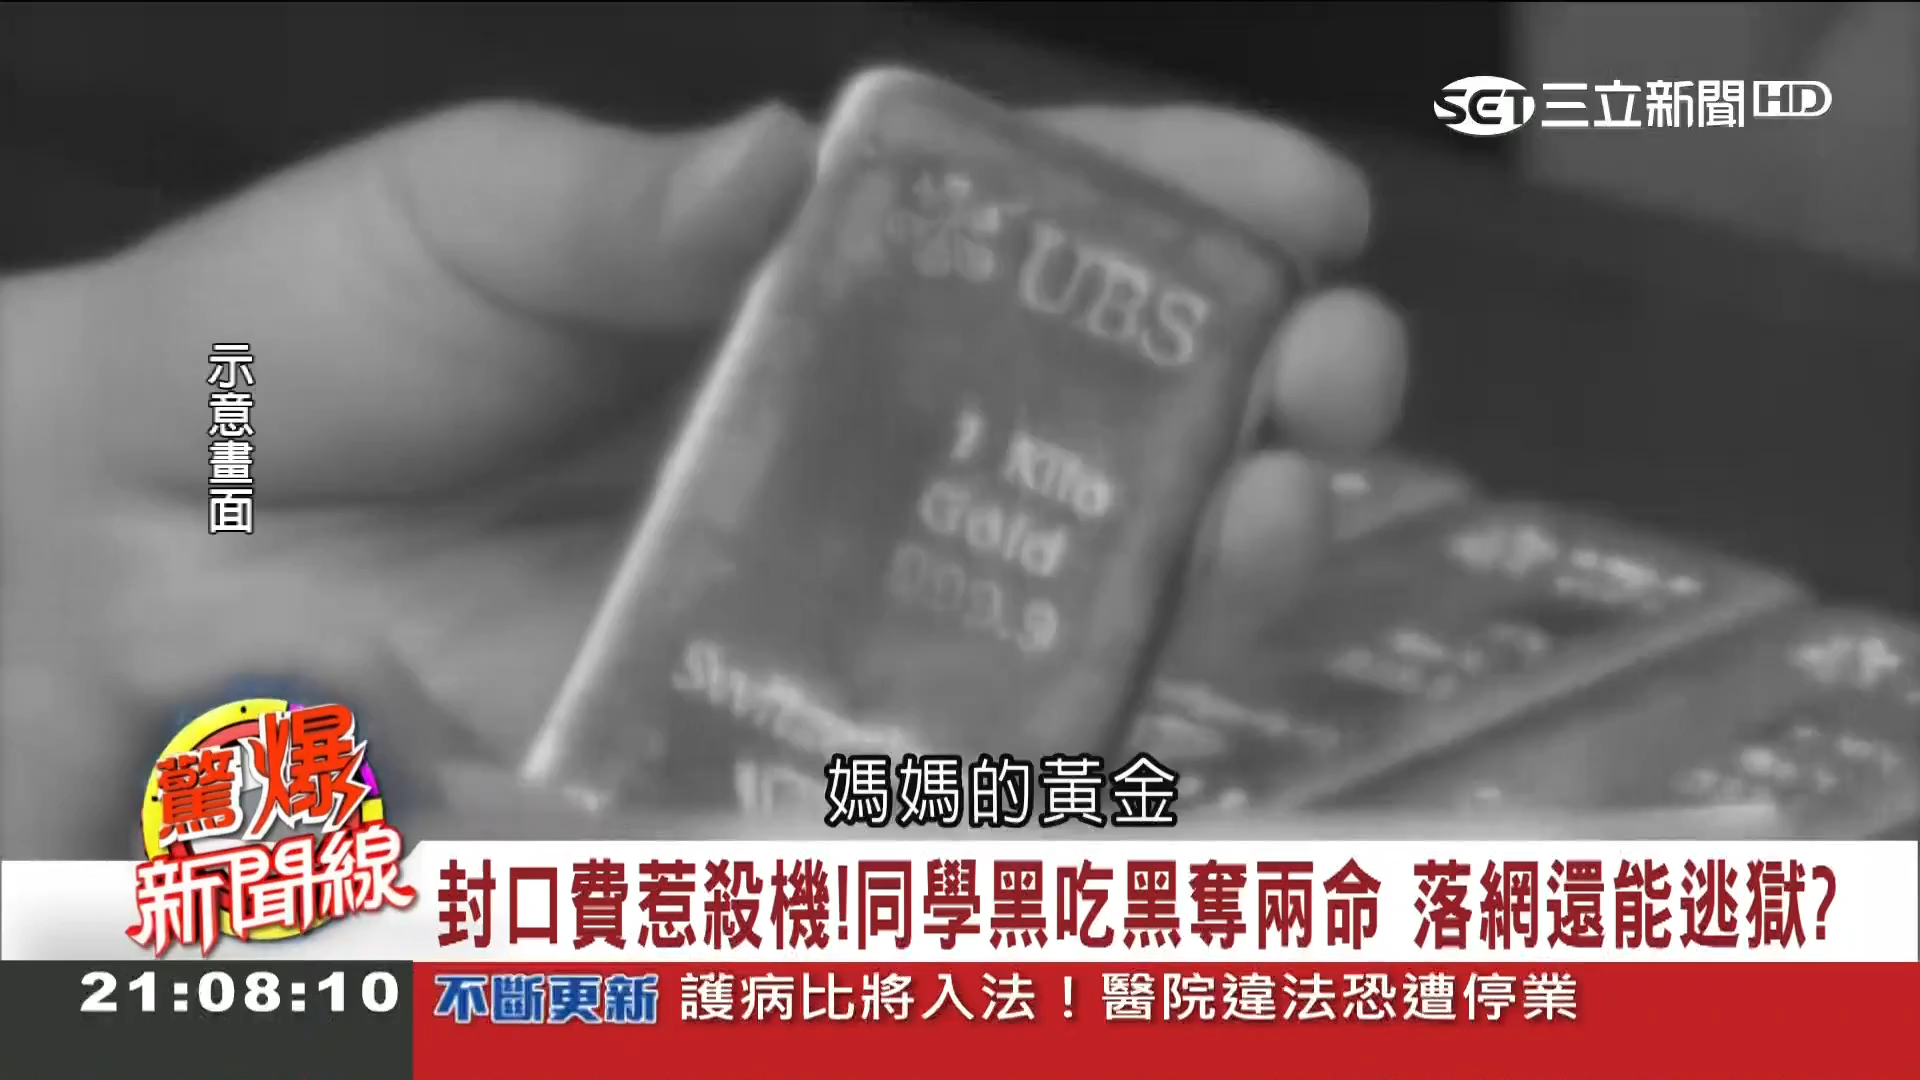 SET三立新聞HD
UBS
1 Kilo
Gold
999.9
示意畫面
媽媽的黃金
驚爆
新聞線
封口費惹殺機!同學黑吃黑奪兩命 落網還能逃獄?
21:08:10
不斷更新 護病比將入法!醫院違法恐遭停業